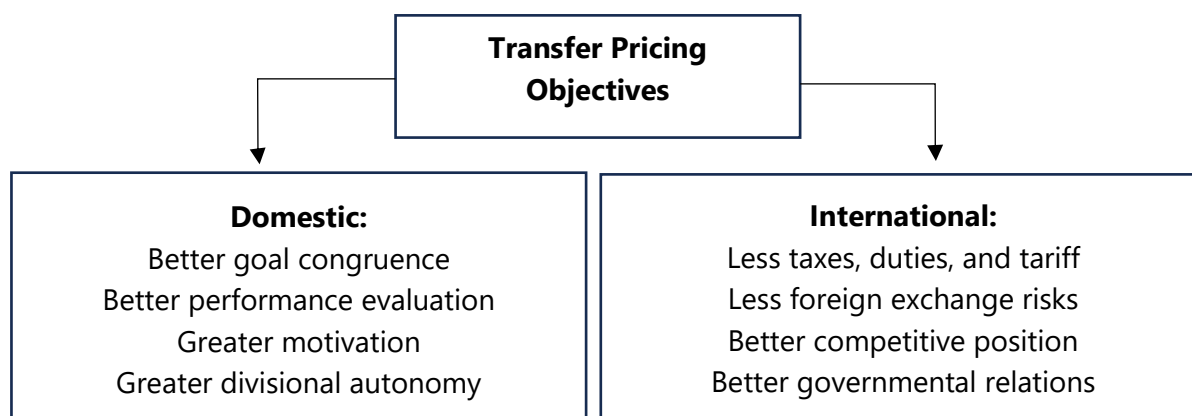 Transfer Pricing
Objectives
Domestic:
Better goal congruence
Better performance evaluation
Greater motivation
Greater divisional autonomy
International:
Less taxes, duties, and tariff
Less foreign exchange risks
Better competitive position
Better governmental relations